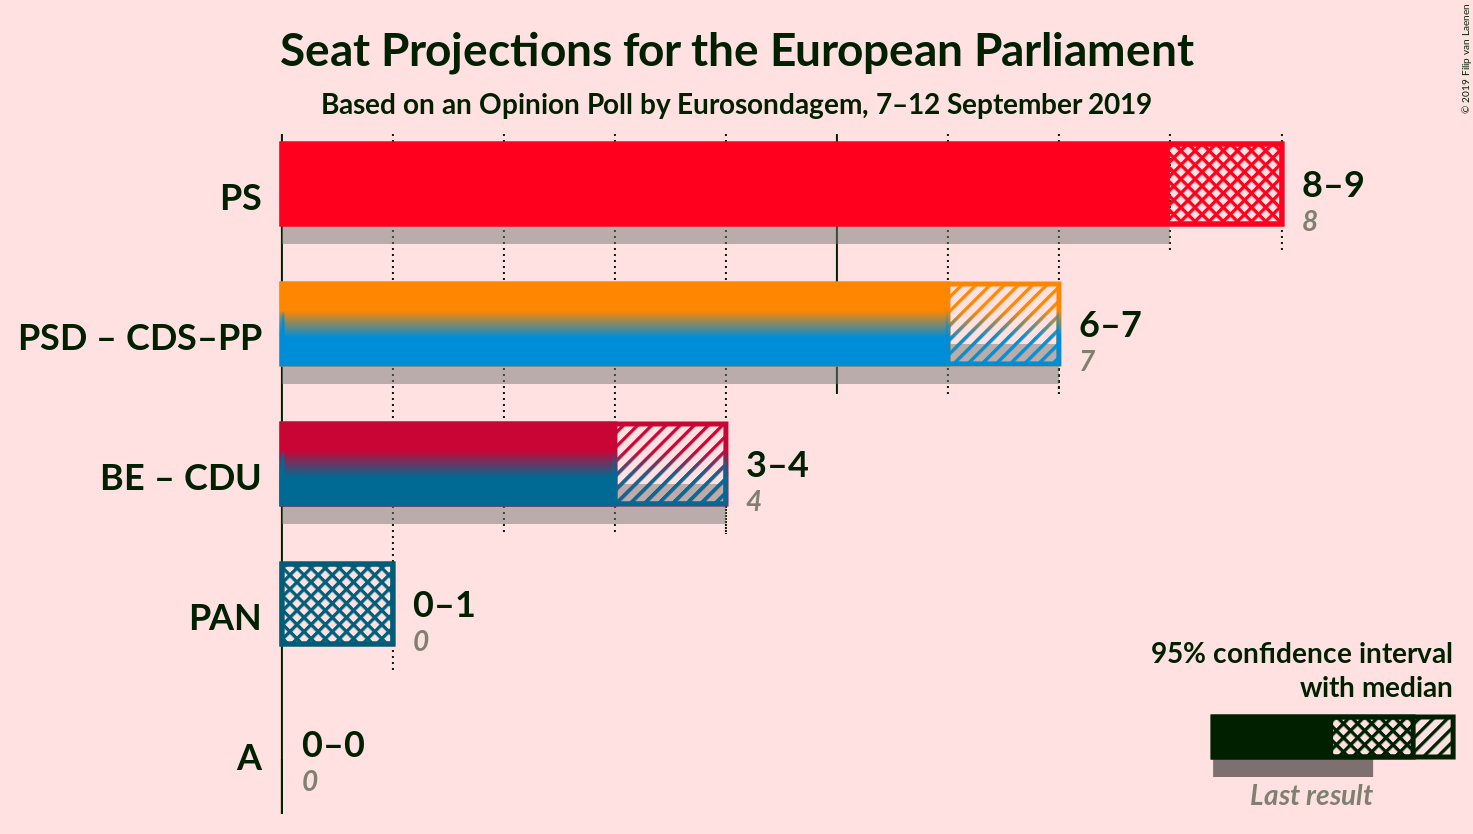 Seat Projections for the European Parliament
Based on an Opinion Poll by Eurosondagem, 7–12 September 2019
© 2019 Filip van Laenen
PS
8–9
8
PSD – CDS–PP
6–7
7
BE – CDU
3–4
4
PAN
0–1
0
A
0–0
0
95% confidence interval
with median
Last result